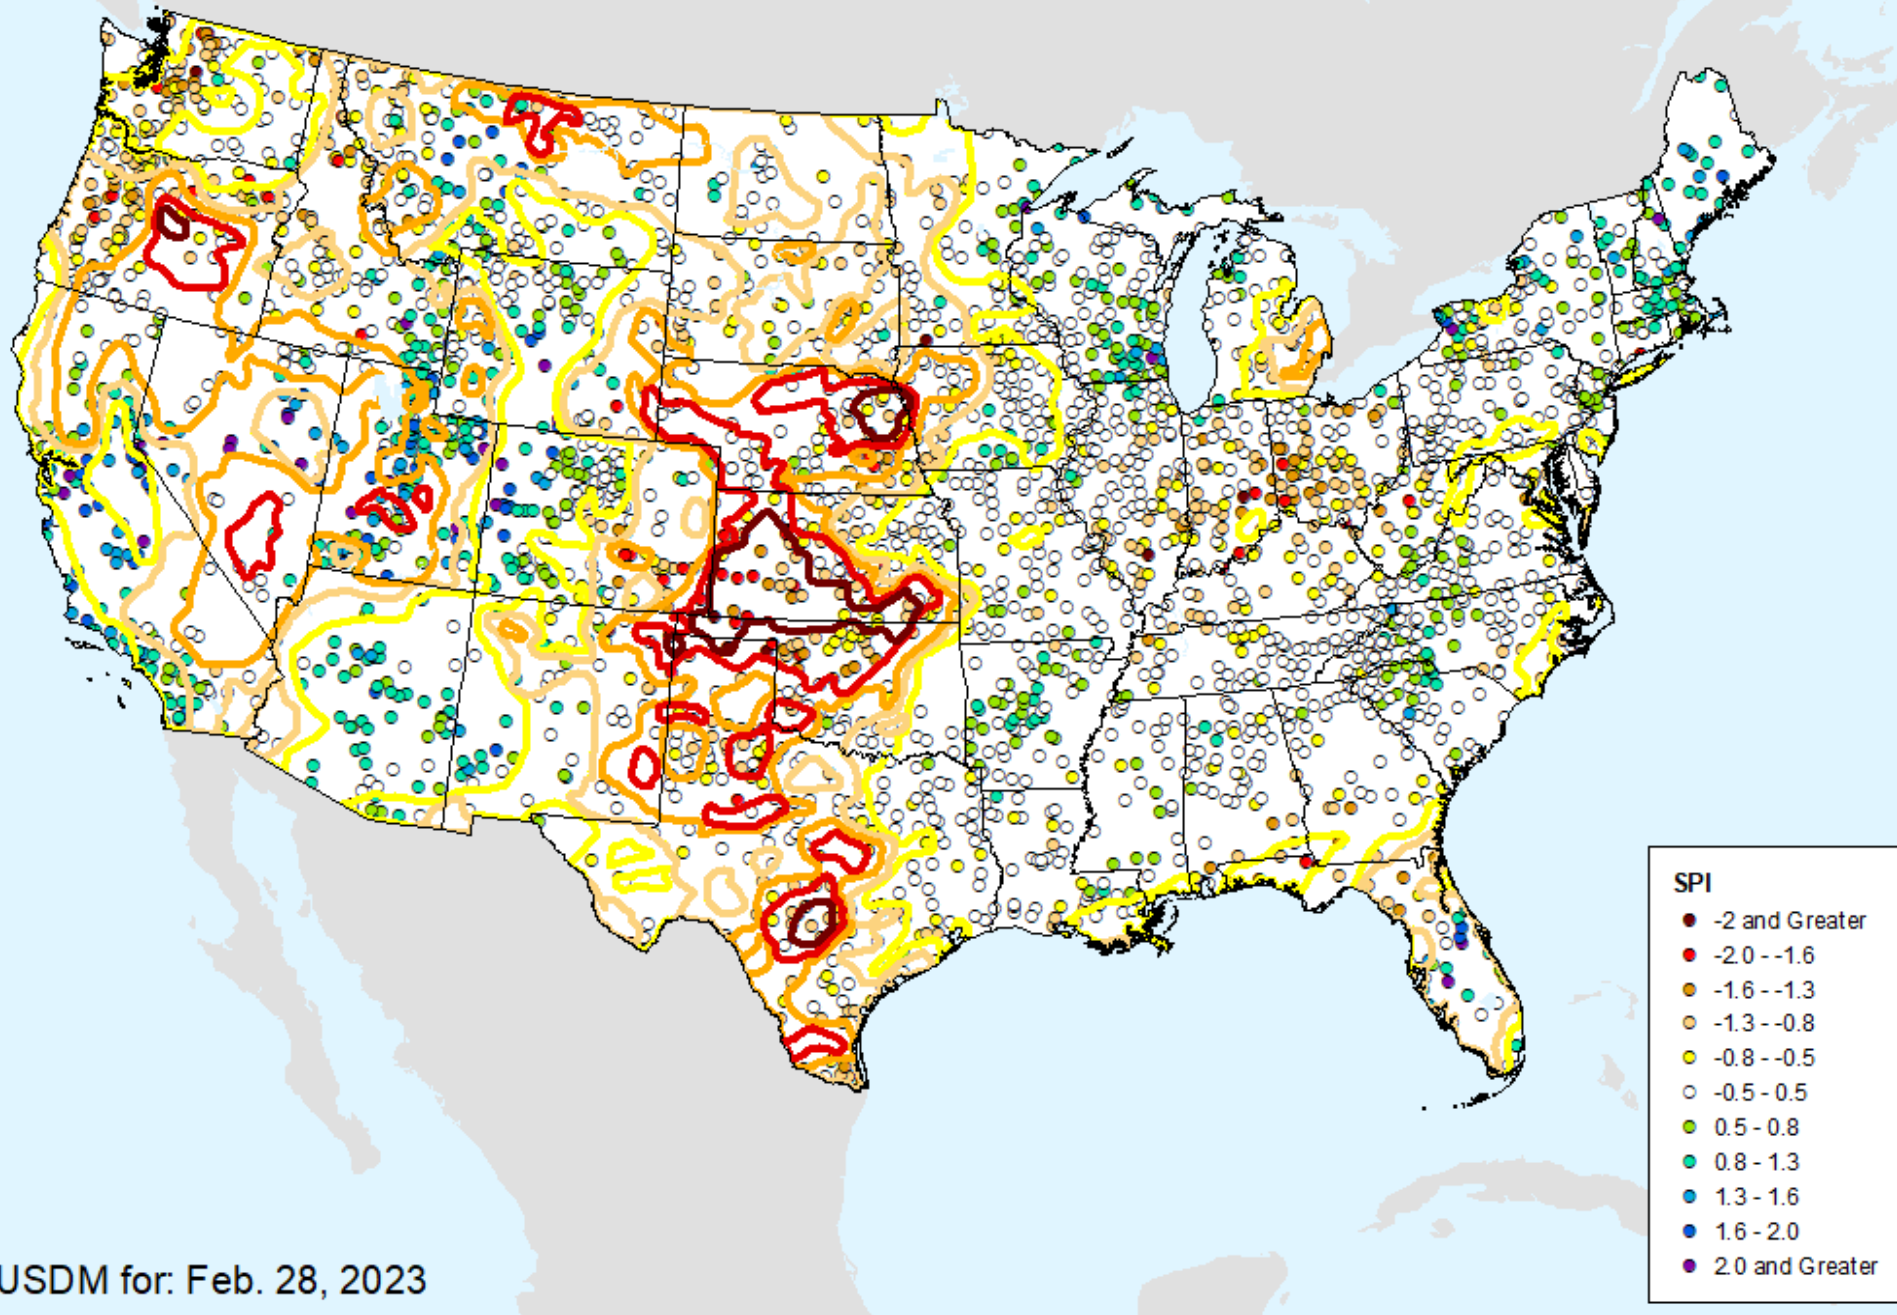 SPI
-2 and Greater
-2.0 - -1.6
-1.6 - -1.3
-1.3 - -0.8
-0.8 - -0.5
-0.5 - 0.5
0.5 - 0.8
0.8 - 1.3
1.3 - 1.6
1.6 - 2.0
2.0 and Greater
USDM for: Feb. 28, 2023